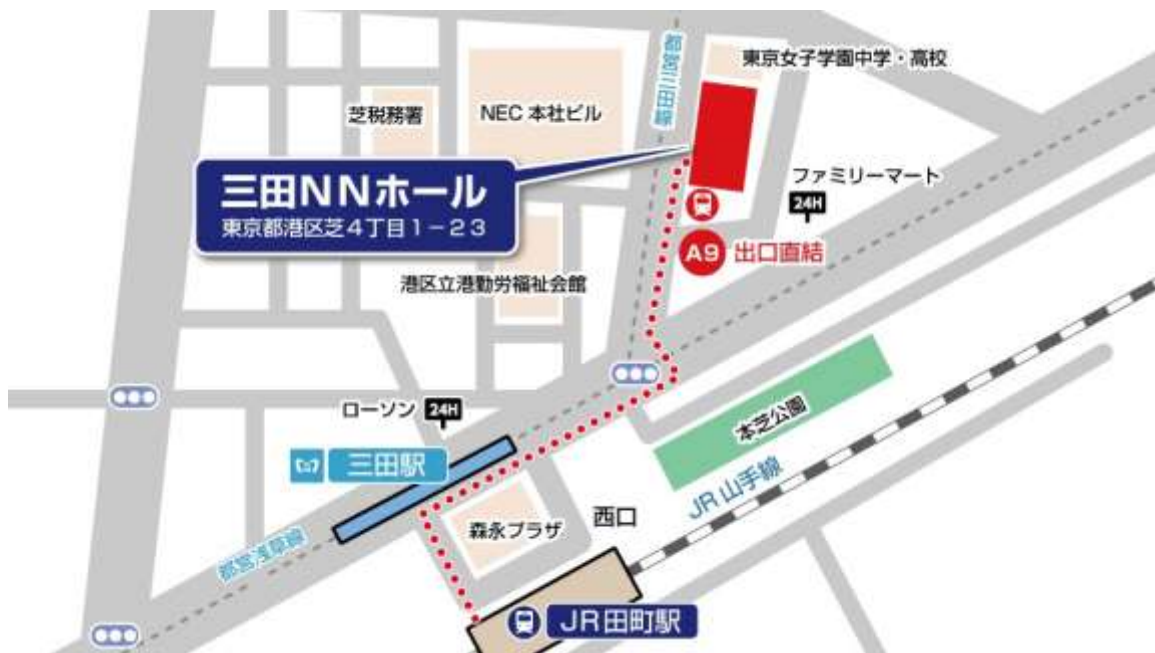 都営三田線
東京女子学園中学・高校
芝税務署
NEC 本社ビル
三田NNホール
東京都港区芝4丁目1-23
ファミリーマート
24H
A9 出口直結
港区立港勤労福祉会館
ローソン 24H
三田駅
本芝公園
JR 山手線
森永プラザ
西口
都営浅草線
JR田町駅